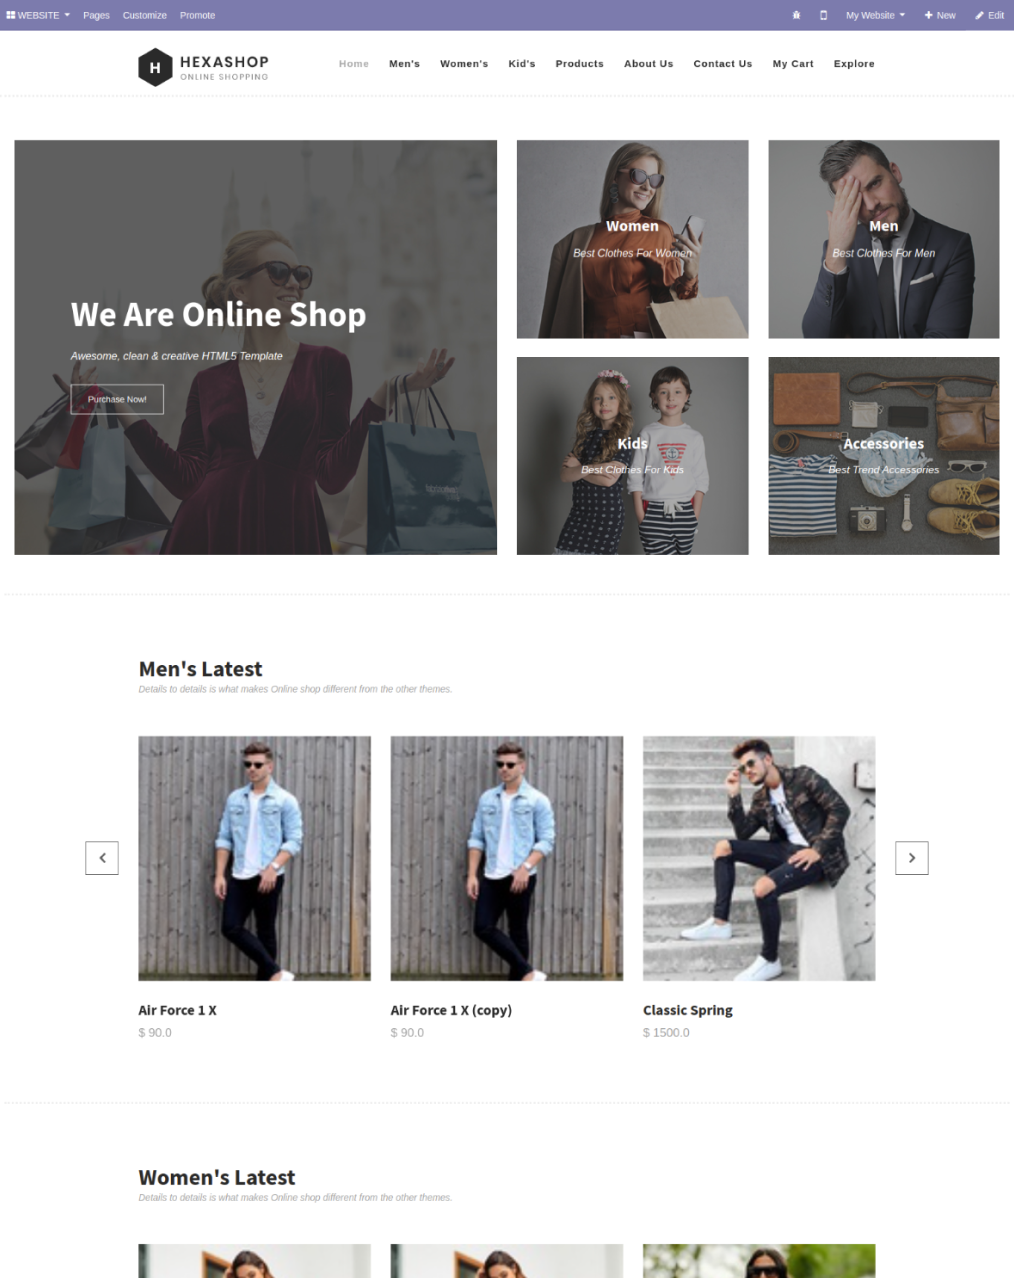 WEBSITE Pages Customize Promote My Website New Edit
H HEXASHOP
ONLINE SHOPPING
Home Men's Women's Kid's Products About Us Contact Us My Cart Explore
We Are Online Shop
Awesome, clean & creative HTML5 Template
Purchase Now!
Women
Best Clothes For Women
Men
Best Clothes For Men
Kids
Best Clothes For Kids
Accessories
Best Trend Accessories
Men's Latest
Details to details is what makes Online shop different from the other themes.
Air Force 1 X
$ 90.0
Air Force 1 X (copy)
$ 90.0
Classic Spring
$ 1500.0
Women's Latest
Details to details is what makes Online shop different from the other themes.